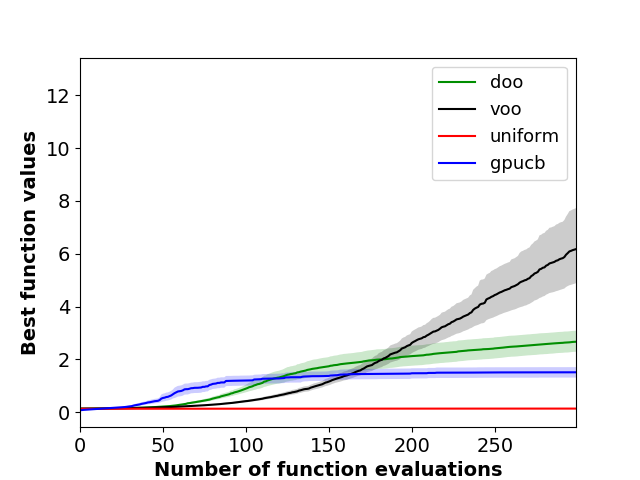 12
10
8
6
4
2
0
Best function values
doo
voo
uniform
gpucb
0 50 100 150 200 250
Number of function evaluations